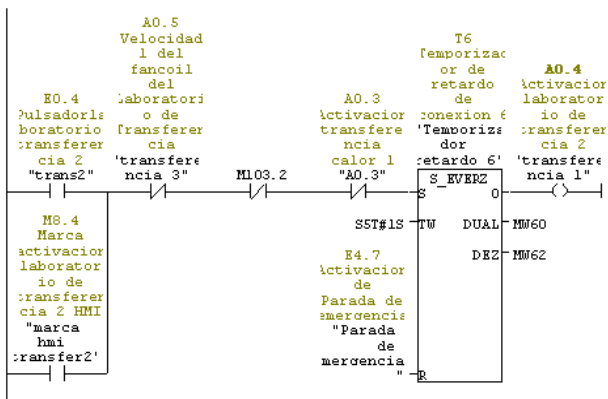 A0.5
Velocidad
l del
fancoil
del
laboratori
o de
Transferen
cia
"transfere
ncia 3"
E0.4
Pulsadorla
boratorio
transferen
cia 2
"trans2"
M103.2
A0.3
Activacion
transfere
ncia
calor 1
"A0.3"
T6
Temporizad
or de
retardo
de
conexion 6
"Temporiza
dor
retardo 6"
S_EVERZ
S
TW
R
DUAL
DEZ
A0.4
Activacion
laborator
io de
transferen
cia 2
"transfere
ncia 1"
S5T#1S
MW60
MW62
E4.7
Activacion
de
Parada de
emergencia
"Parada
de
mergencia
"
M8.4
Marca
activacion
laborator
io de
transferen
cia 2 HMI
"marca
hmi
transfer2"